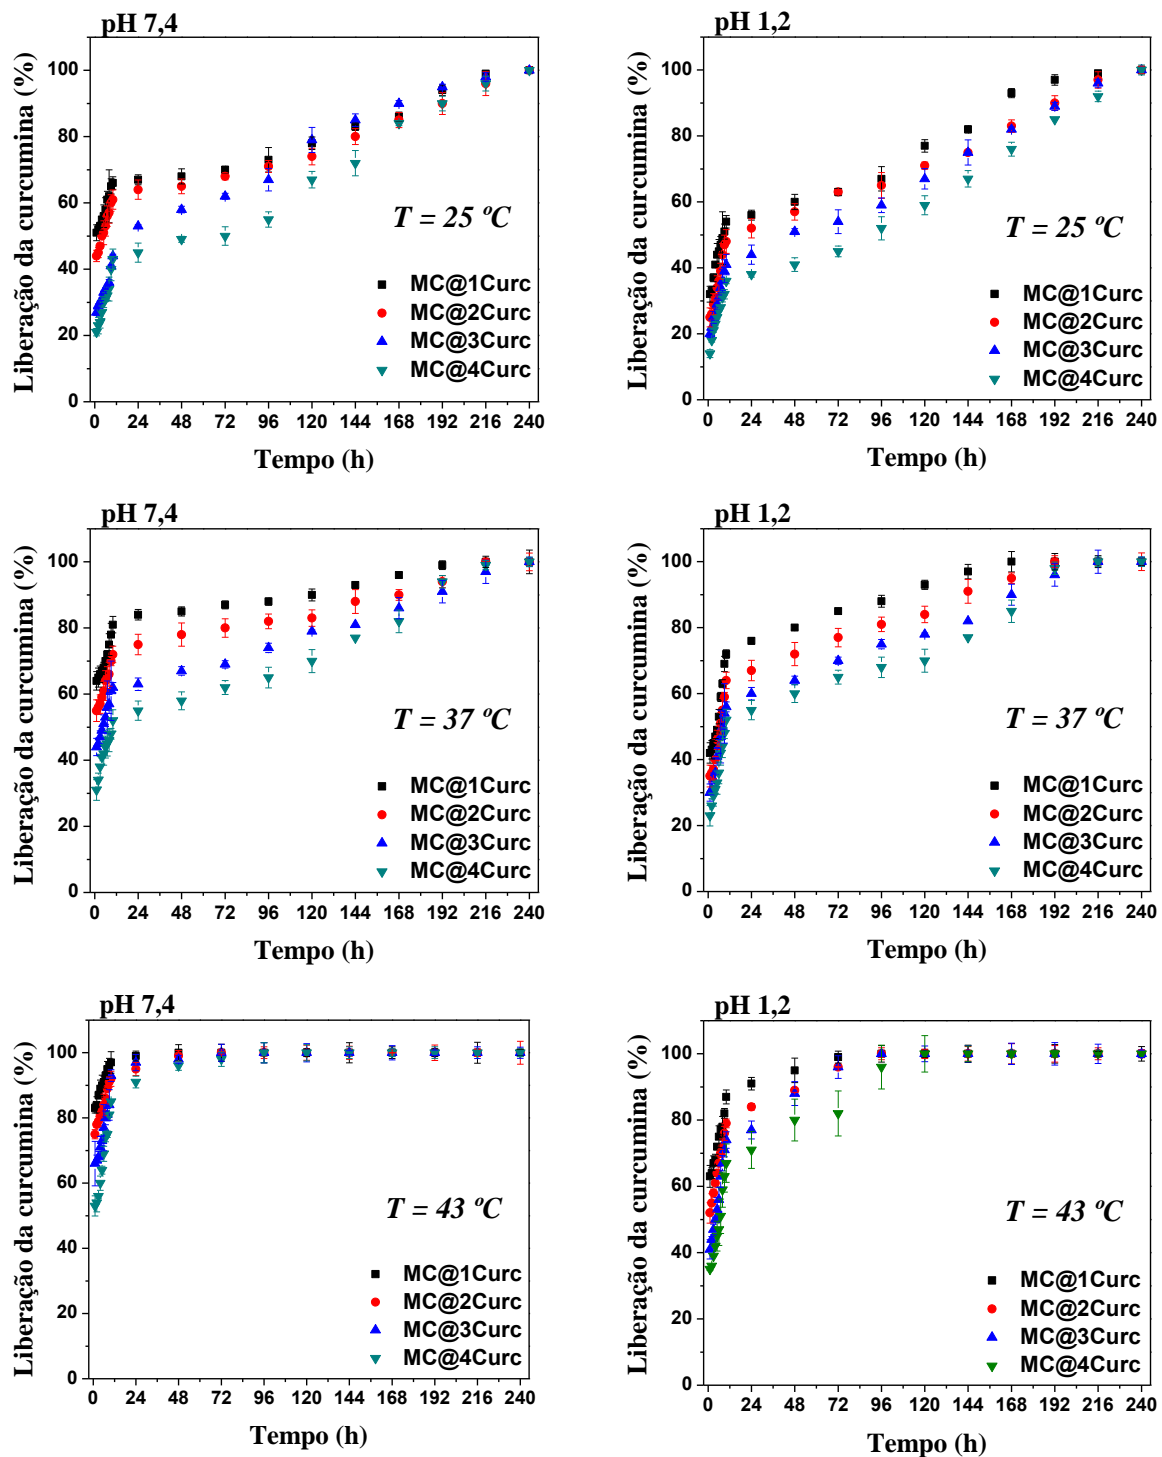 pH 7,4
Liberação da curcumina (%)
100
80
60
40
20
0
T = 25 ºC
MC@1Curc
MC@2Curc
MC@3Curc
MC@4Curc
0 24 48 72 96 120 144 168 192 216 240
Tempo (h)
pH 1,2
Liberação da curcumina (%)
100
80
60
40
20
0
T = 25 ºC
MC@1Curc
MC@2Curc
MC@3Curc
MC@4Curc
0 24 48 72 96 120 144 168 192 216 240
Tempo (h)
pH 7,4
Liberação da curcumina (%)
100
80
60
40
20
0
T = 37 ºC
MC@1Curc
MC@2Curc
MC@3Curc
MC@4Curc
0 24 48 72 96 120 144 168 192 216 240
Tempo (h)
pH 1,2
Liberação da curcumina (%)
100
80
60
40
20
0
T = 37 ºC
MC@1Curc
MC@2Curc
MC@3Curc
MC@4Curc
0 24 48 72 96 120 144 168 192 216 240
Tempo (h)
pH 7,4
Liberação da curcumina (%)
100
80
60
40
20
0
T = 43 ºC
MC@1Curc
MC@2Curc
MC@3Curc
MC@4Curc
0 24 48 72 96 120 144 168 192 216 240
Tempo (h)
pH 1,2
Liberação da curcumina (%)
100
80
60
40
20
0
T = 43 ºC
MC@1Curc
MC@2Curc
MC@3Curc
MC@4Curc
0 24 48 72 96 120 144 168 192 216 240
Tempo (h)